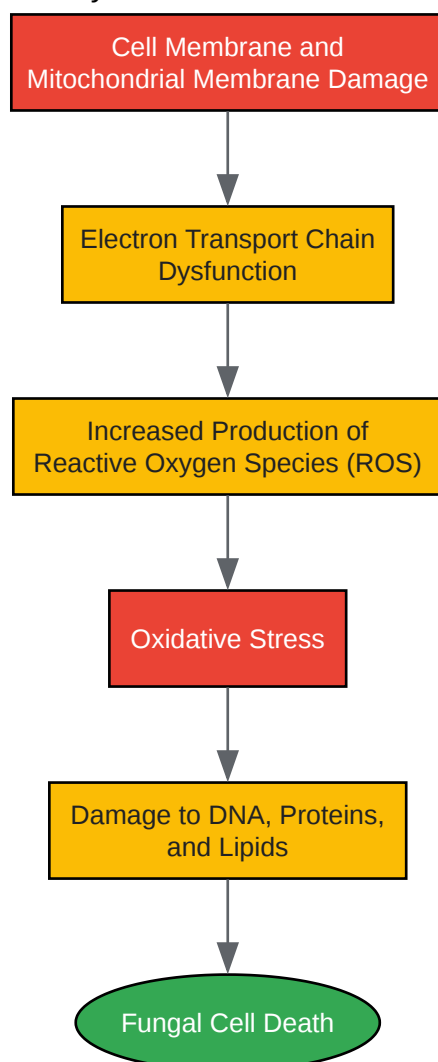 Cell Membrane and
Mitochondrial Membrane Damage
Electron Transport Chain
Dysfunction
Increased Production of
Reactive Oxygen Species (ROS)
Oxidative Stress
Damage to DNA, Proteins,
and Lipids
Fungal Cell Death